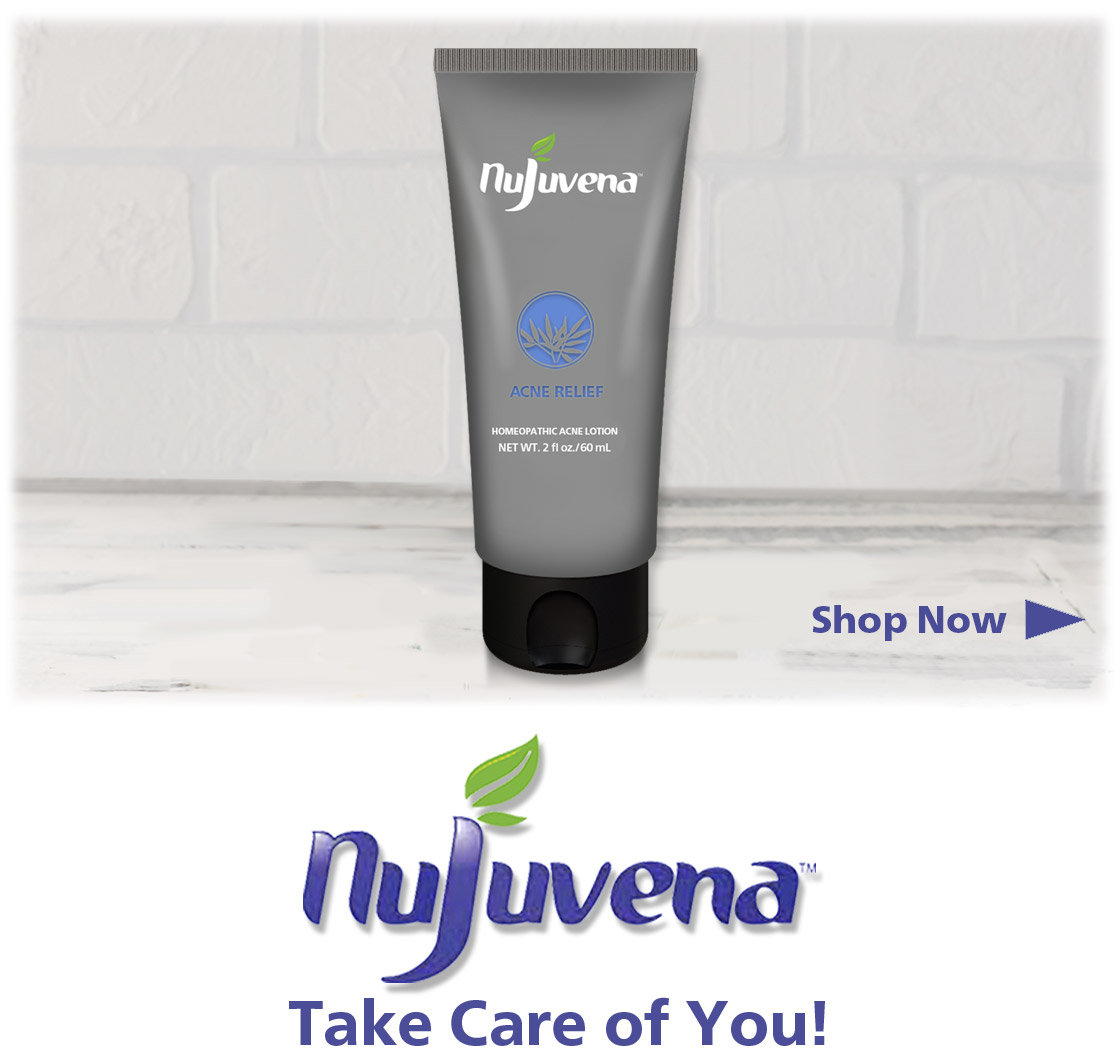 NuJuvena™
ACNE RELIEF
HOMEOPATHIC ACNE LOTION
NET WT. 2 fl oz./60 mL
Shop Now
NuJuvena™
Take Care of You!